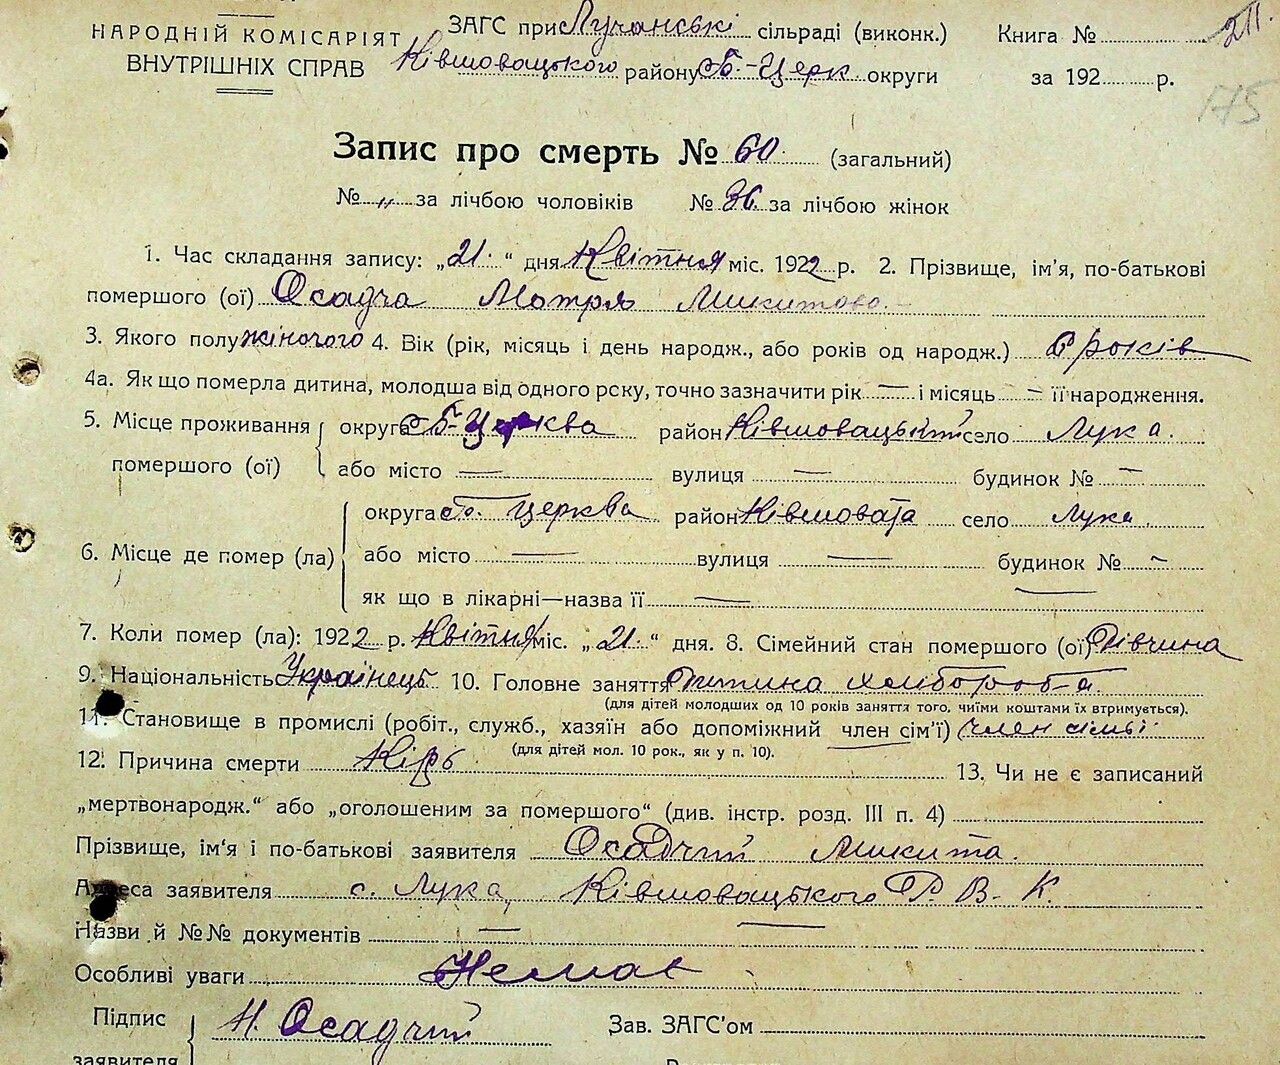 НАРОДНІЙ КОМІСАРІЯТ
ВНУТРІШНІХ СПРАВ
ЗАГС при Лучанські сільраді (виконк.)
Ківшовацького району Б-Церк округи
Книга №
211
за 192 р.
175
Запис про смерть № 60 (загальний)
№ „ за лічбою чоловіків № 36 за лічбою жінок
1. Час складання запису: „21.“ дня Квітня міс. 1922 р. 2. Прізвище, ім'я, по-батькові
помершого (ої) Осадча Мотря Микитова
3. Якого полу жіночого 4. Вік (рік, місяць і день народж., або років од народж.) років
4а. Як що померла дитина, молодша від одного рску, точно зазначити рік — і місяць — її народження.
5. Місце проживання помершого (ої)
округа Б-Церква район Ківшовацький село Лука.
або місто — вулиця — будинок № —
6. Місце де помер (ла)
округа Б. Церква район Ківшовата село Лука
або місто — вулиця — будинок № —
як що в лікарні—назва її —
7. Коли помер (ла): 1922 р. Квітня міс. „21.“ дня. 8. Сімейний стан помершого (ої) Дівчина
9. Національність Українець 10. Головне заняття Дитина хлібороба.
(для дітей молодших од 10 років заняття того, чиїми коштами їх втримується).
11. Становище в промислі (робіт., служб., хазяїн або допоміжний член сім'ї) член сімьї
(для дітей мол. 10 рок., як у п. 10).
12. Причина смерти Кірь 13. Чи не є записаний
„мертвонародж.“ або „оголошеним за помершого“ (див. інстр. розд. III п. 4)
Прізвище, ім'я і по-батькові заявителя Осадчий Микита.
Адреса заявителя с. Лука, Ківшовацького Р. В. К.
Назви й №№ документів — —
Особливі уваги Немає
Підпис
заявителя
Н. Осадчий
Зав. ЗАГС'ом